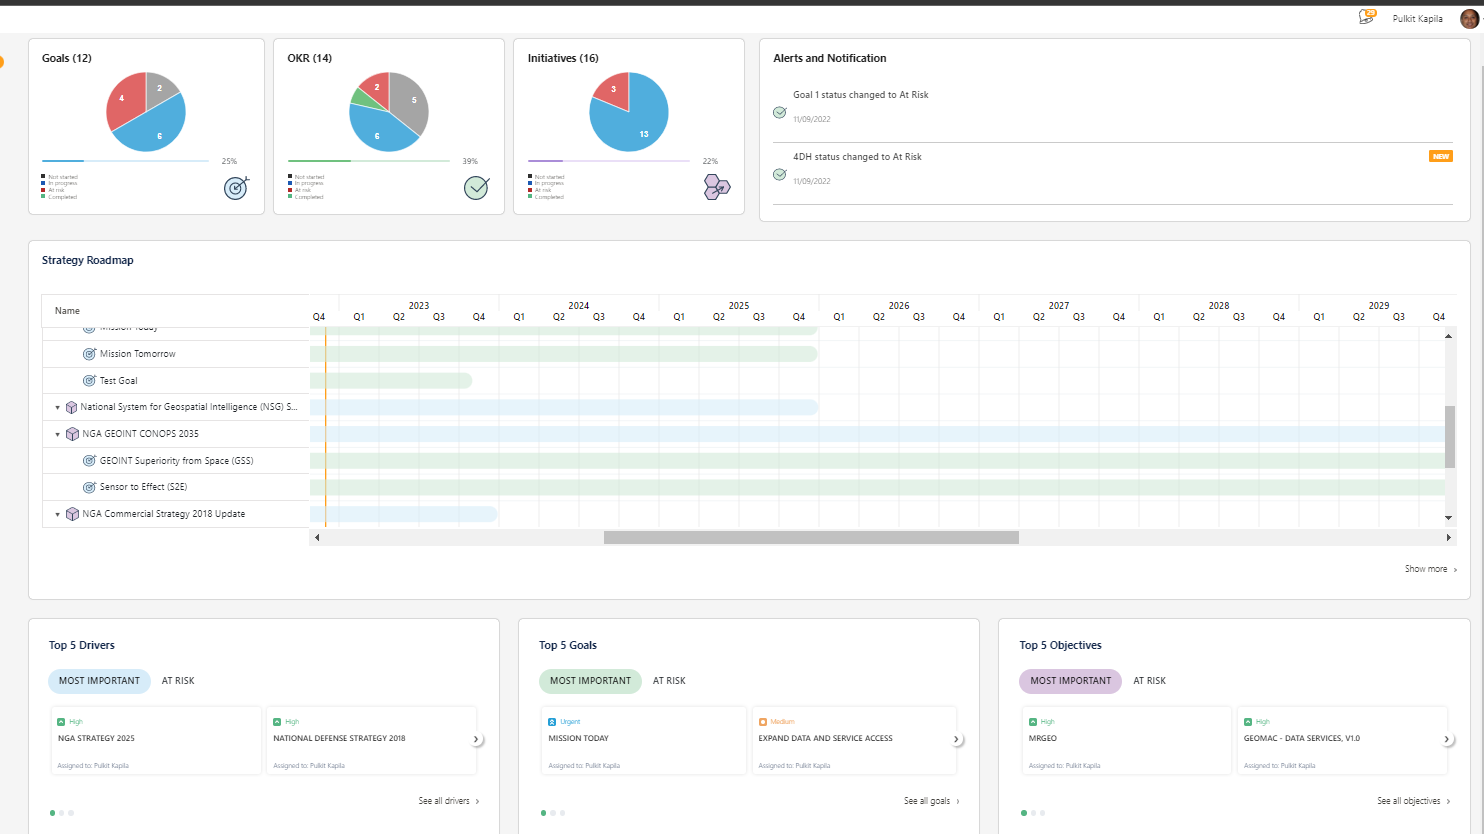 29
Pulkit Kapila
Goals (12)
4
2
6
25%
Not started
In progress
At risk
Completed
OKR (14)
2
5
6
39%
Not started
In progress
At risk
Completed
Initiatives (16)
3
13
22%
Not started
In progress
At risk
Completed
Alerts and Notification
Goal 1 status changed to At Risk
11/09/2022
4DH status changed to At Risk
NEW
11/09/2022
Strategy Roadmap
Name
2023 2024 2025 2026 2027 2028 2029
Q4 Q1 Q2 Q3 Q4 Q1 Q2 Q3 Q4 Q1 Q2 Q3 Q4 Q1 Q2 Q3 Q4 Q1 Q2 Q3 Q4 Q1 Q2 Q3 Q4 Q1 Q2 Q3 Q4
Mission Today
Mission Tomorrow
Test Goal
National System for Geospatial Intelligence (NSG) S...
NGA GEOINT CONOPS 2035
GEOINT Superiority from Space (GSS)
Sensor to Effect (S2E)
NGA Commercial Strategy 2018 Update
Show more
Top 5 Drivers
MOST IMPORTANT AT RISK
High
NGA STRATEGY 2025
Assigned to: Pulkit Kapila
High
NATIONAL DEFENSE STRATEGY 2018
Assigned to: Pulkit Kapila
See all drivers
Top 5 Goals
MOST IMPORTANT AT RISK
Urgent
MISSION TODAY
Assigned to: Pulkit Kapila
Medium
EXPAND DATA AND SERVICE ACCESS
Assigned to: Pulkit Kapila
See all goals
Top 5 Objectives
MOST IMPORTANT AT RISK
High
MRGEO
Assigned to: Pulkit Kapila
High
GEOMAC - DATA SERVICES, V1.0
Assigned to: Pulkit Kapila
See all objectives